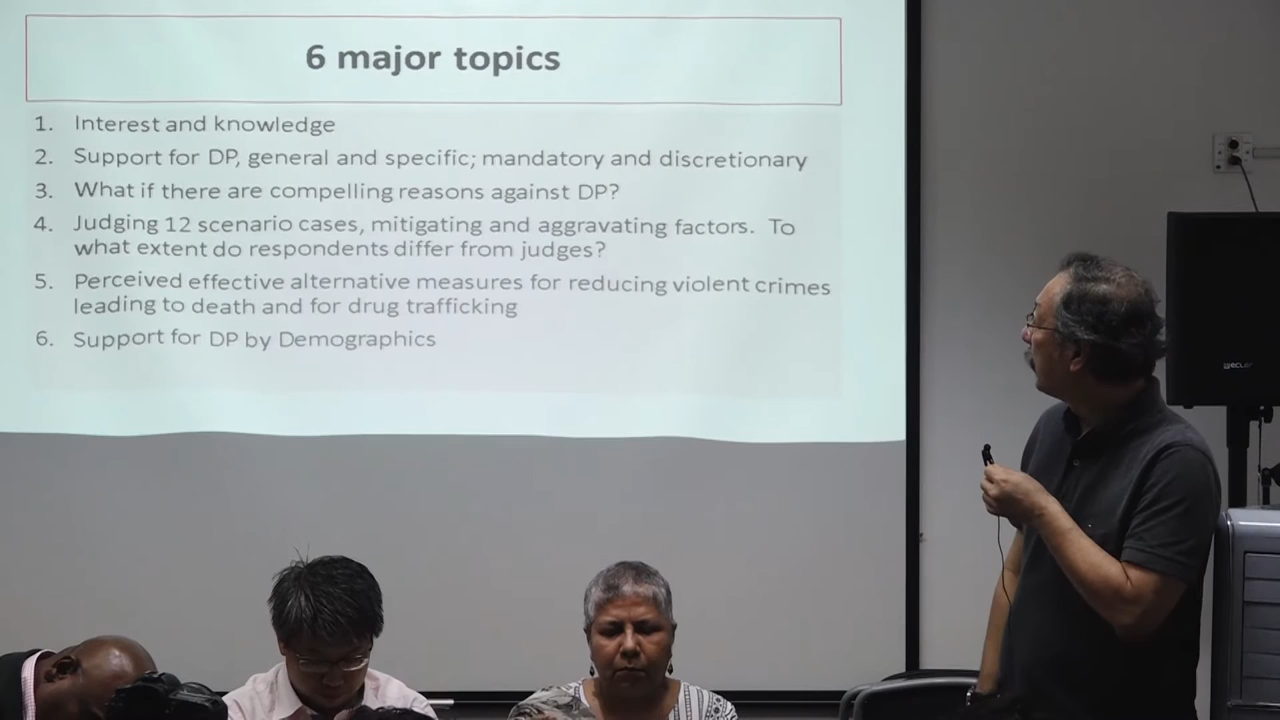 6 major topics
1. Interest and knowledge
2. Support for DP, general and specific; mandatory and discretionary
3. What if there are compelling reasons against DP?
4. Judging 12 scenario cases, mitigating and aggravating factors. To
what extent do respondents differ from judges?
5. Perceived effective alternative measures for reducing violent crimes
leading to death and for drug trafficking
6. Support for DP by Demographics
ecler